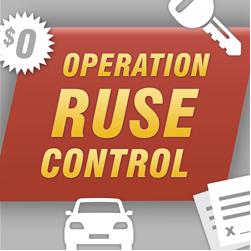 $0
OPERATION
RUSE
CONTROL
X